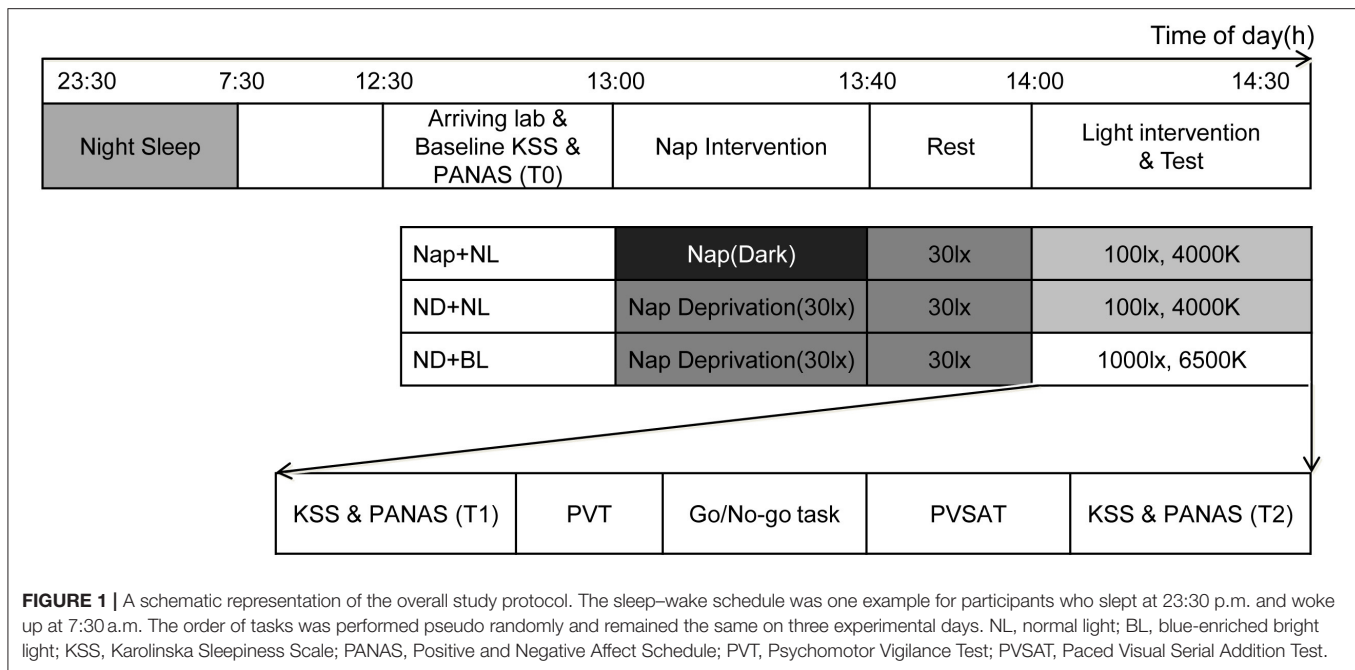 Time of day(h)
23:30 7:30 12:30 13:00 13:40 14:00 14:30
Night Sleep
Arriving lab &
Baseline KSS &
PANAS (T0)
Nap Intervention
Rest
Light intervention
& Test
Nap+NL Nap(Dark) 30lx 100lx, 4000K
ND+NL Nap Deprivation(30lx) 30lx 100lx, 4000K
ND+BL Nap Deprivation(30lx) 30lx 1000lx, 6500K
KSS & PANAS (T1) PVT Go/No-go task PVSAT KSS & PANAS (T2)
FIGURE 1 | A schematic representation of the overall study protocol. The sleep–wake schedule was one example for participants who slept at 23:30 p.m. and woke
up at 7:30 a.m. The order of tasks was performed pseudo randomly and remained the same on three experimental days. NL, normal light; BL, blue-enriched bright
light; KSS, Karolinska Sleepiness Scale; PANAS, Positive and Negative Affect Schedule; PVT, Psychomotor Vigilance Test; PVSAT, Paced Visual Serial Addition Test.